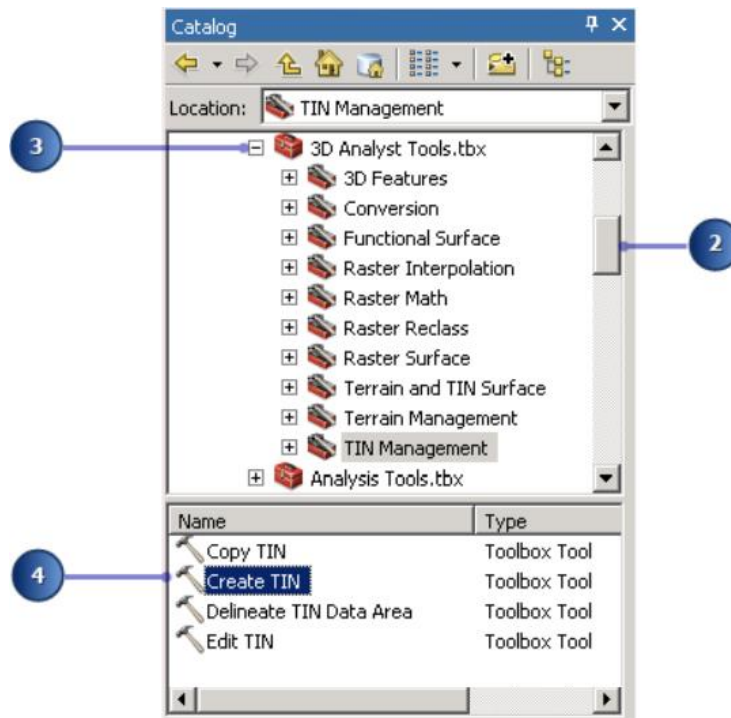 Catalog
Location: TIN Management
3
3D Analyst Tools.tbx
3D Features
Conversion
Functional Surface
2
Raster Interpolation
Raster Math
Raster Reclass
Raster Surface
Terrain and TIN Surface
Terrain Management
TIN Management
Analysis Tools.tbx
Name Type
Copy TIN Toolbox Tool
4
Create TIN Toolbox Tool
Delineate TIN Data Area Toolbox Tool
Edit TIN Toolbox Tool